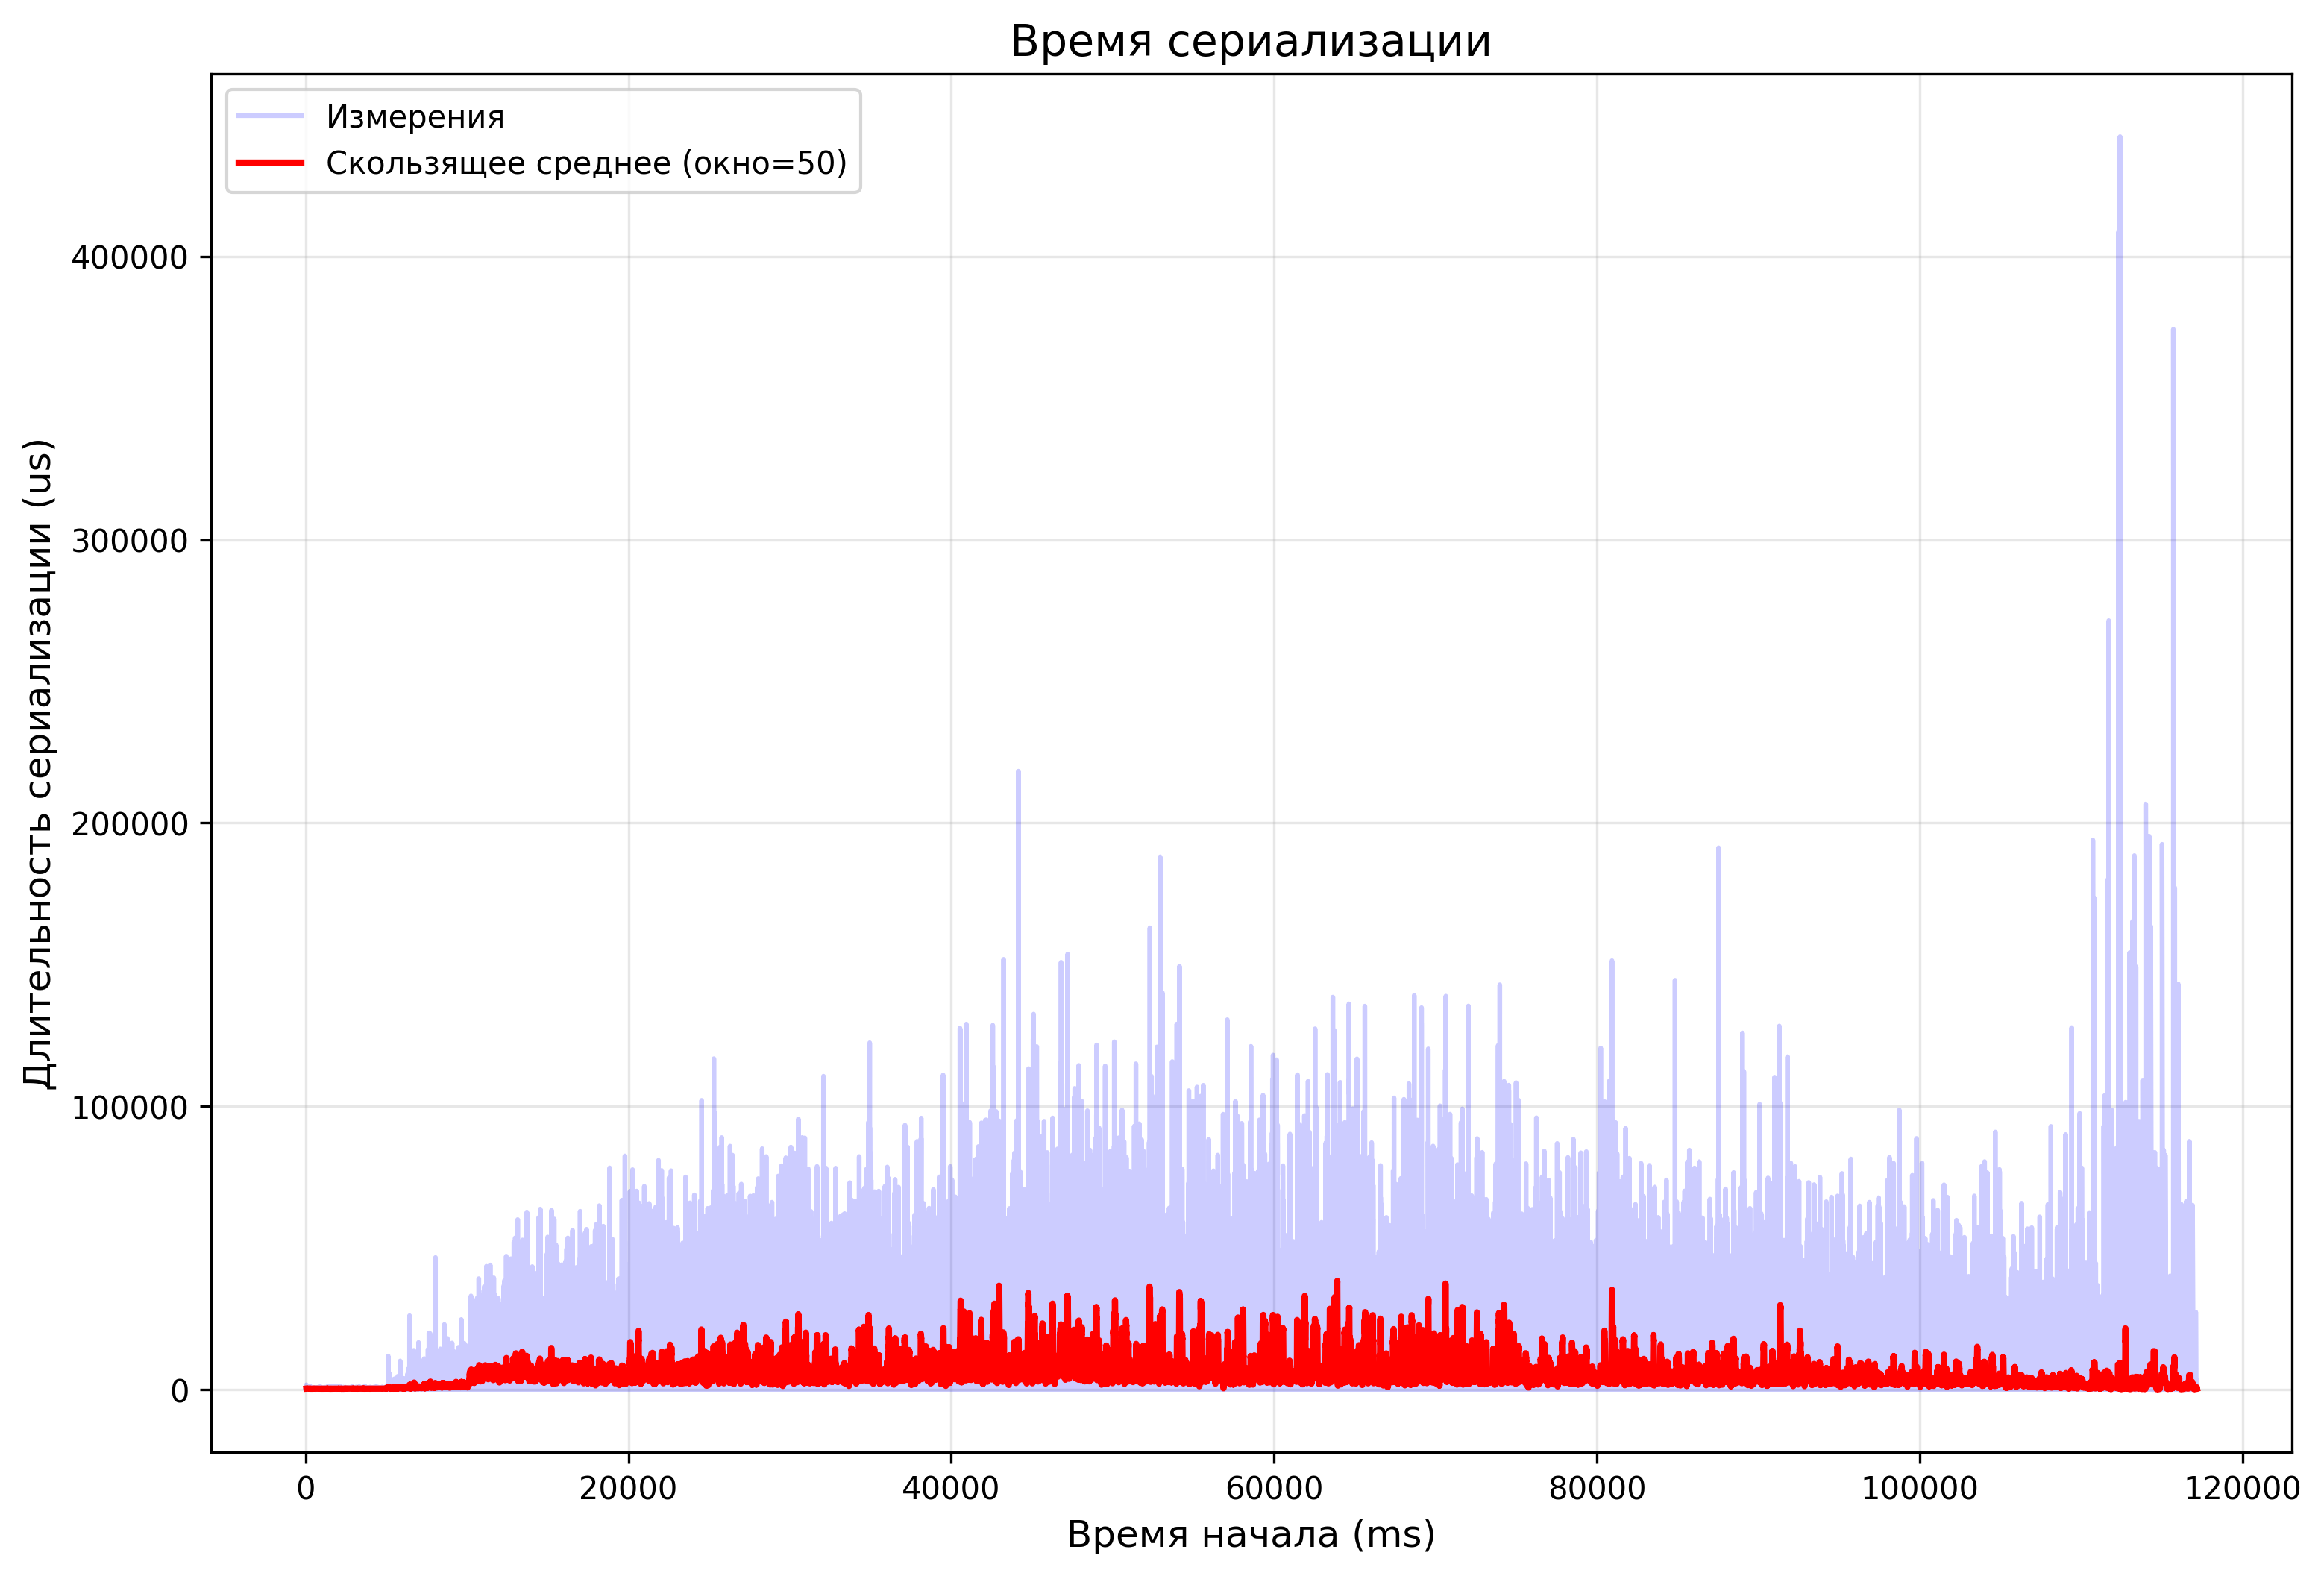 Время сериализации
Измерения
Скользящее среднее (окно=50)
Длительность сериализации (us)
400000
300000
200000
100000
0
0 20000 40000 60000 80000 100000 120000
Время начала (ms)